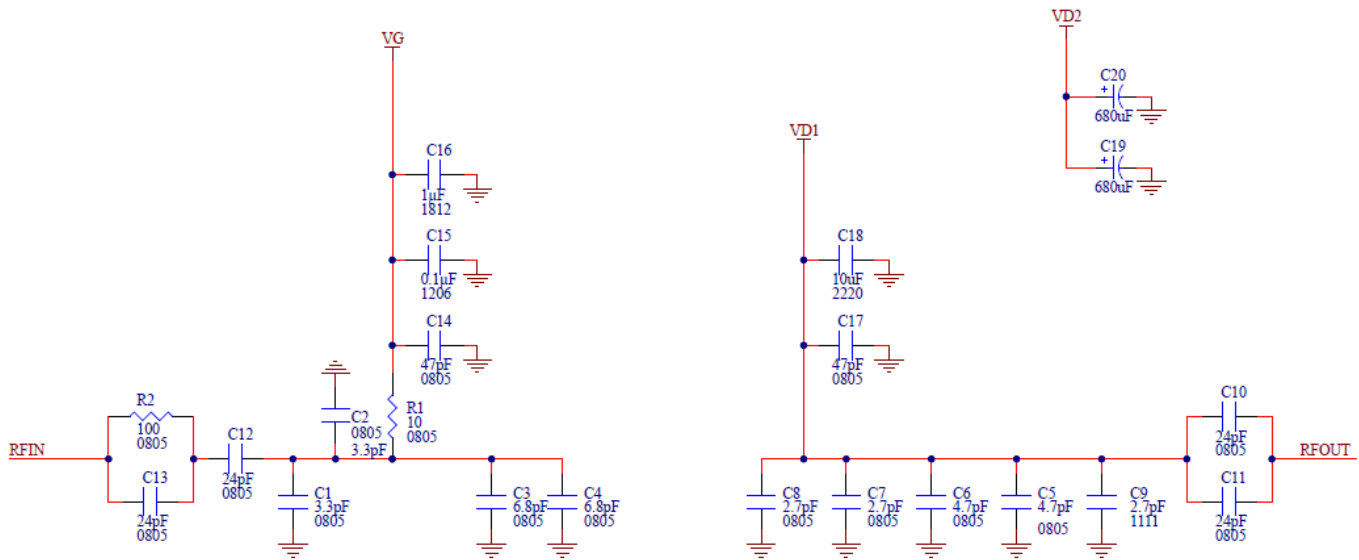 VD2
VG
C20
+
680uF
VD1
C19
+
680uF
C16
1µF
1812
C15
0.1µF
1206
C18
10uF
2220
C14
47pF
0805
C17
47pF
0805
R2
100
0805
C2
0805
3.3pF
R1
10
0805
C10
24pF
0805
RFIN
C12
24pF
0805
RFOUT
C13
24pF
0805
C1
3.3pF
0805
C3
6.8pF
0805
C4
6.8pF
0805
C8
2.7pF
0805
C7
2.7pF
0805
C6
4.7pF
0805
C5
4.7pF
0805
C9
2.7pF
1111
C11
24pF
0805